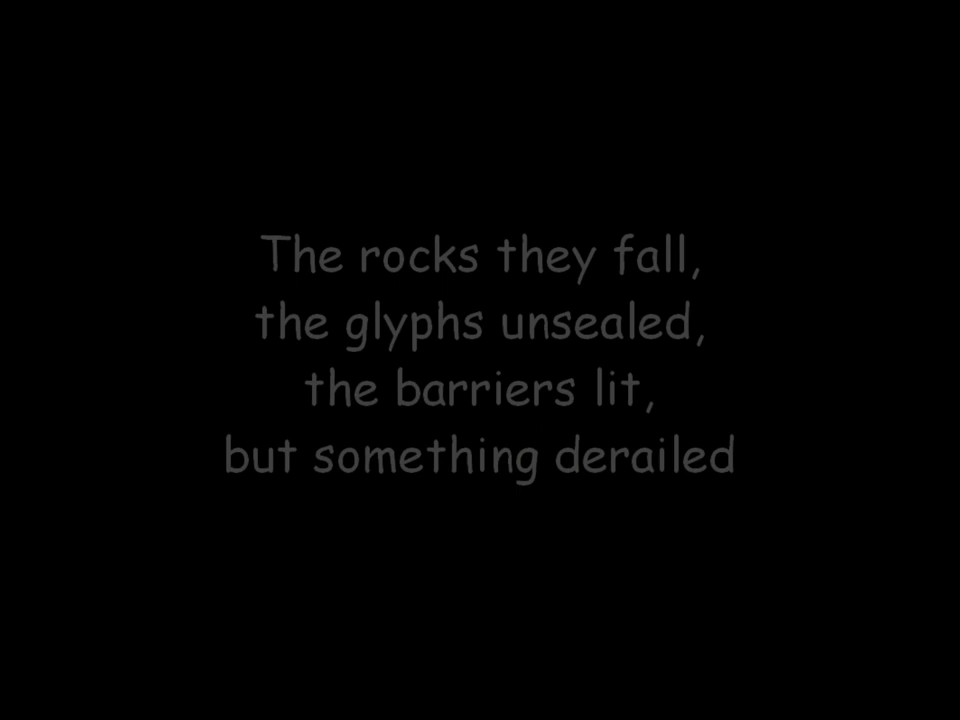 The rocks they fall,
the glyphs unsealed,
the barriers lit,
but something derailed